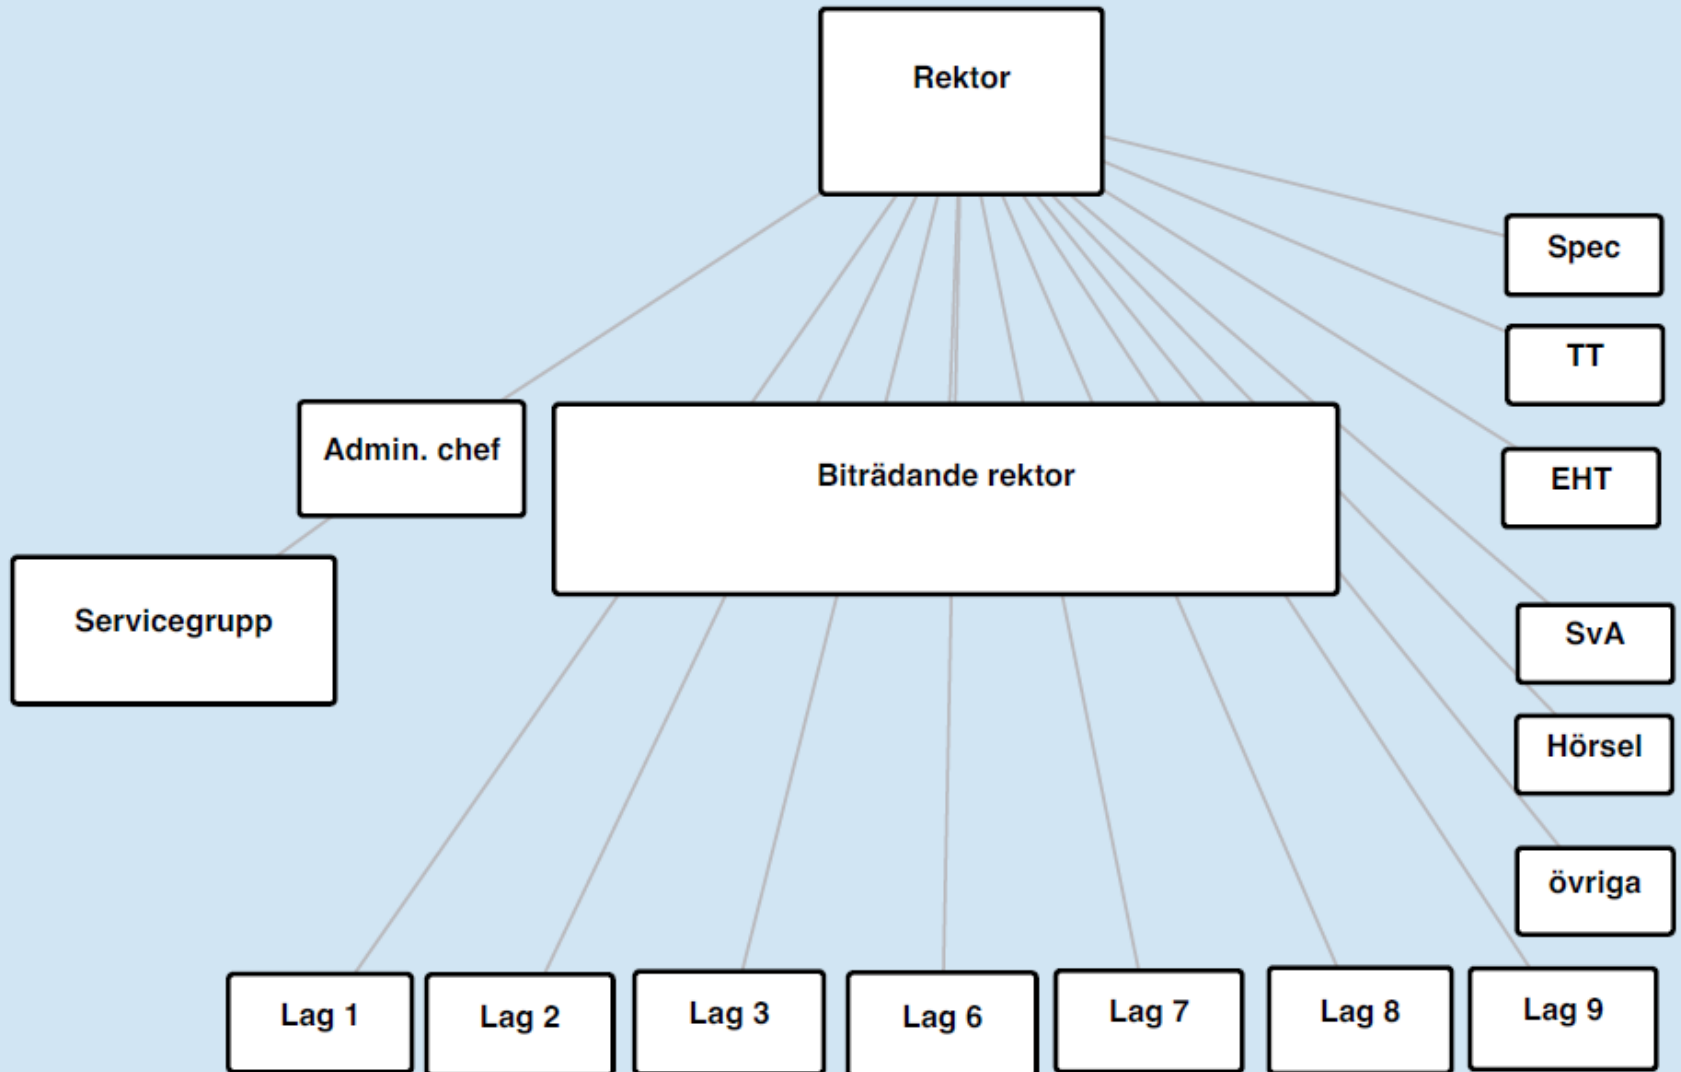 Rektor
Spec
TT
Admin. chef
Biträdande rektor
EHT
Servicegrupp
SvA
Hörsel
övriga
Lag 1
Lag 2
Lag 3
Lag 6
Lag 7
Lag 8
Lag 9